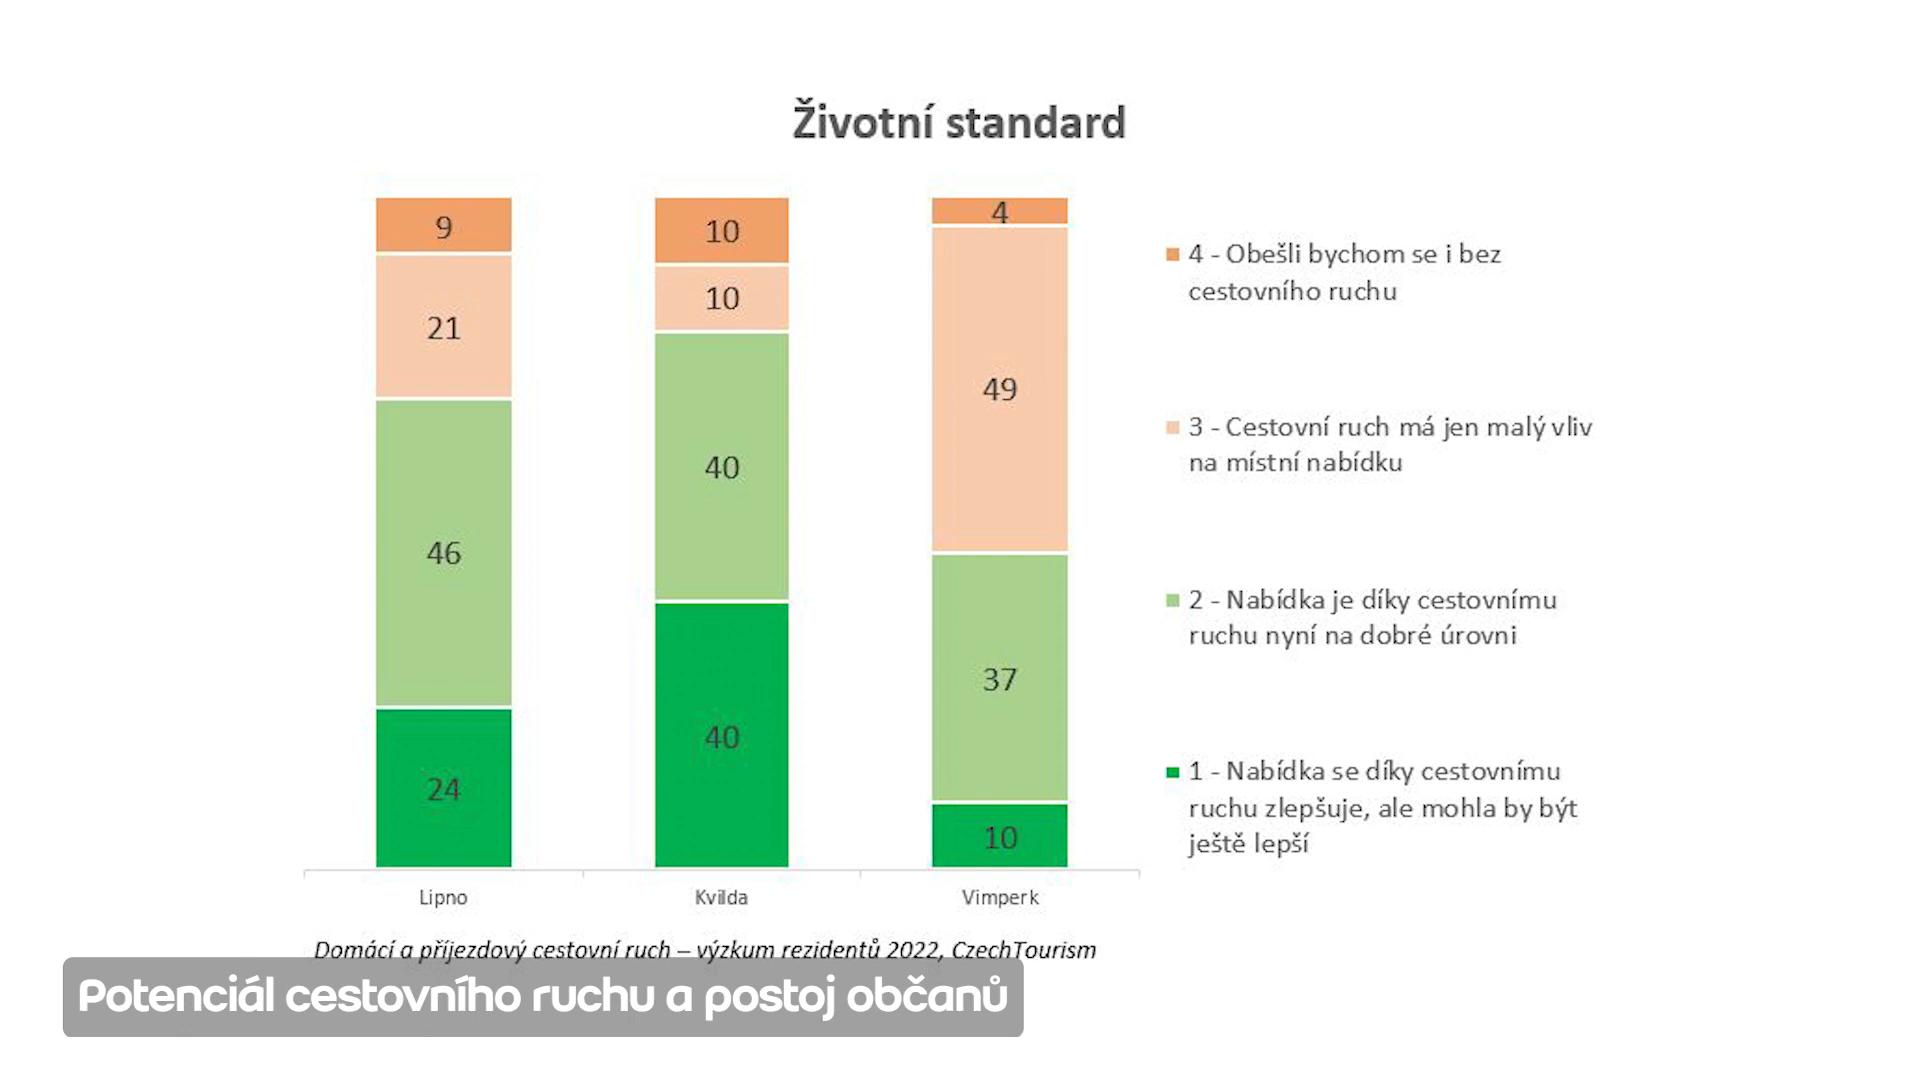 Životní standard
9
10
4
21
10
49
46
40
37
24
40
10
4 - Obešli bychom se i bez
cestovního ruchu
3 - Cestovní ruch má jen malý vliv
na místní nabídku
2 - Nabídka je díky cestovnímu
ruchu nyní na dobré úrovni
1 - Nabídka se díky cestovnímu
ruchu zlepšuje, ale mohla by být
ještě lepší
Lipno
Kvilda
Vimperk
Domácí a příjezdový cestovní ruch – výzkum rezidentů 2022, CzechTourism
Potenciál cestovního ruchu a postoj občanů